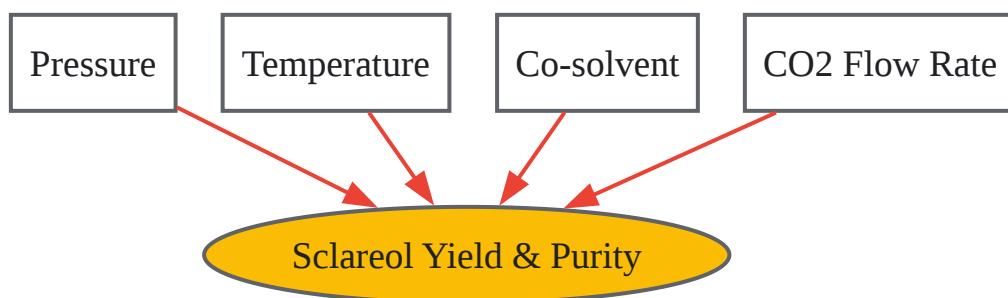 Pressure
Temperature
Co-solvent
CO2 Flow Rate
Sclareol Yield & Purity